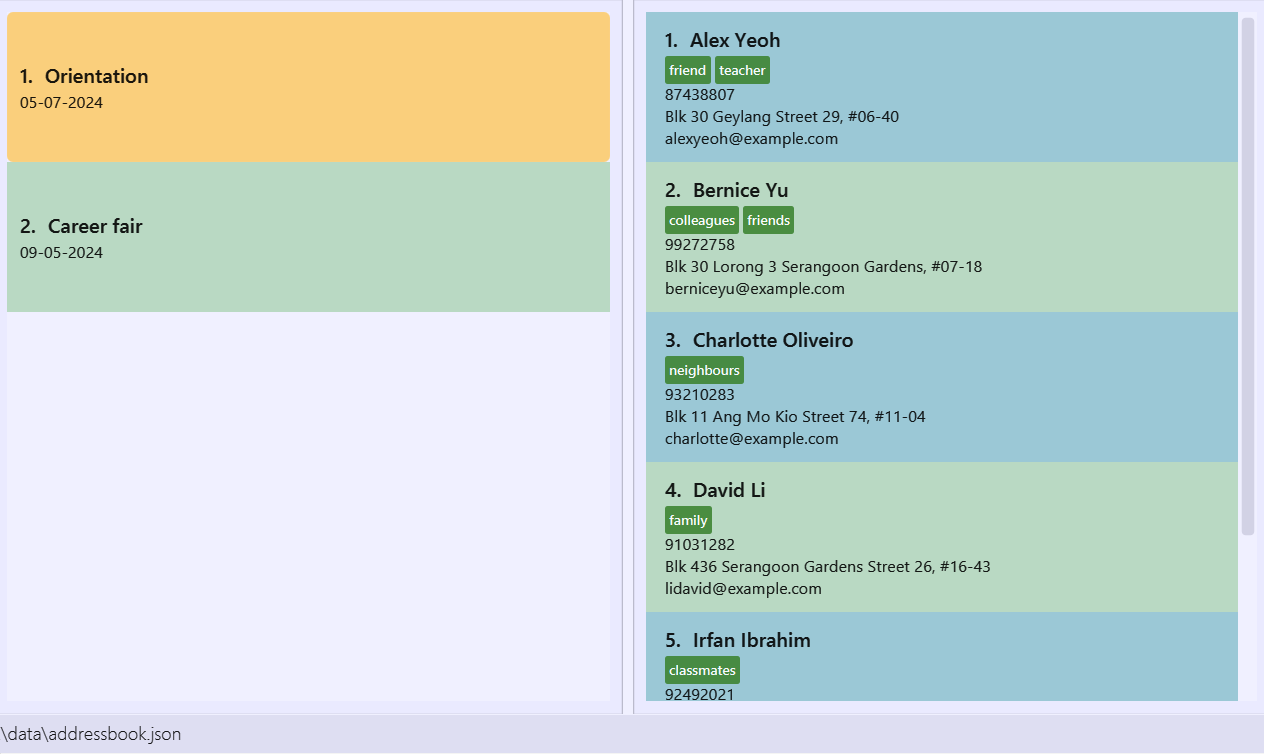 1. Orientation
05-07-2024
2. Career fair
09-05-2024
1. Alex Yeoh
friend teacher
87438807
Blk 30 Geylang Street 29, #06-40
alexyeoh@example.com
2. Bernice Yu
colleagues friends
99272758
Blk 30 Lorong 3 Serangoon Gardens, #07-18
berniceyu@example.com
3. Charlotte Oliveiro
neighbours
93210283
Blk 11 Ang Mo Kio Street 74, #11-04
charlotte@example.com
4. David Li
family
91031282
Blk 436 Serangoon Gardens Street 26, #16-43
lidavid@example.com
5. Irfan Ibrahim
classmates
92492021
\data\addressbook.json